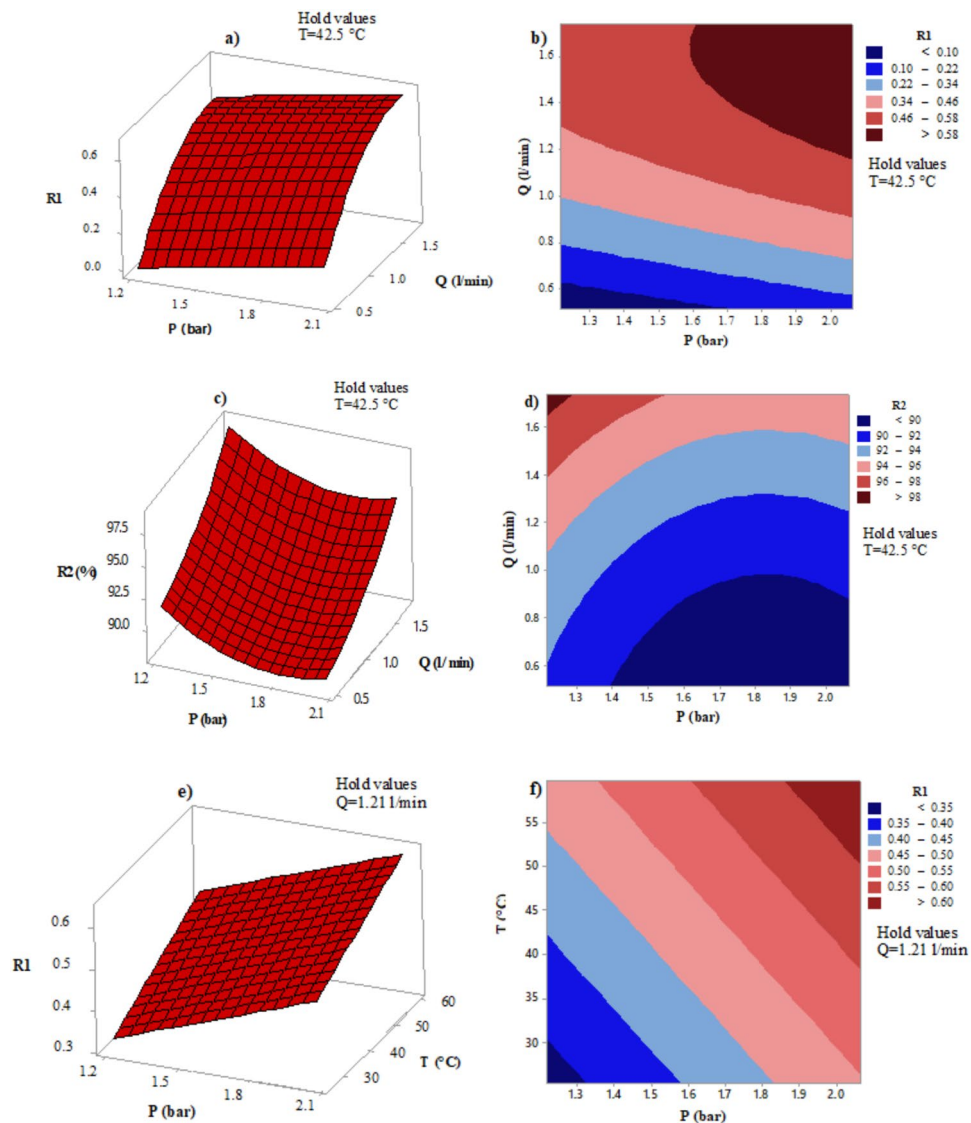 Hold values
T=42.5 °C
a)
R1
0.6
0.4
0.2
0.0
1.2
1.5
1.8
2.1
P (bar)
0.5
1.0
1.5
Q (l/min)
b)
1.6
1.4
1.2
1.0
0.8
0.6
Q (l/min)
1.3 1.4 1.5 1.6 1.7 1.8 1.9 2.0
P (bar)
R1
< 0.10
0.10 – 0.22
0.22 – 0.34
0.34 – 0.46
0.46 – 0.58
> 0.58
Hold values
T=42.5 °C
c)
Hold values
T=42.5 °C
R2 (%)
97.5
95.0
92.5
90.0
1.2
1.5
1.8
2.1
P (bar)
0.5
1.0
1.5
Q (l/ min)
d)
1.6
1.4
1.2
1.0
0.8
0.6
Q (l/min)
1.3 1.4 1.5 1.6 1.7 1.8 1.9 2.0
P (bar)
R2
< 90
90 – 92
92 – 94
94 – 96
96 – 98
> 98
Hold values
T=42.5 °C
e)
Hold values
Q=1.21 l/min
R1
0.6
0.5
0.4
0.3
1.2
1.5
1.8
2.1
P (bar)
30
40
50
60
T (°C)
f)
55
50
45
40
35
30
T (°C)
1.3 1.4 1.5 1.6 1.7 1.8 1.9 2.0
P (bar)
R1
< 0.35
0.35 – 0.40
0.40 – 0.45
0.45 – 0.50
0.50 – 0.55
0.55 – 0.60
> 0.60
Hold values
Q=1.21 l/min